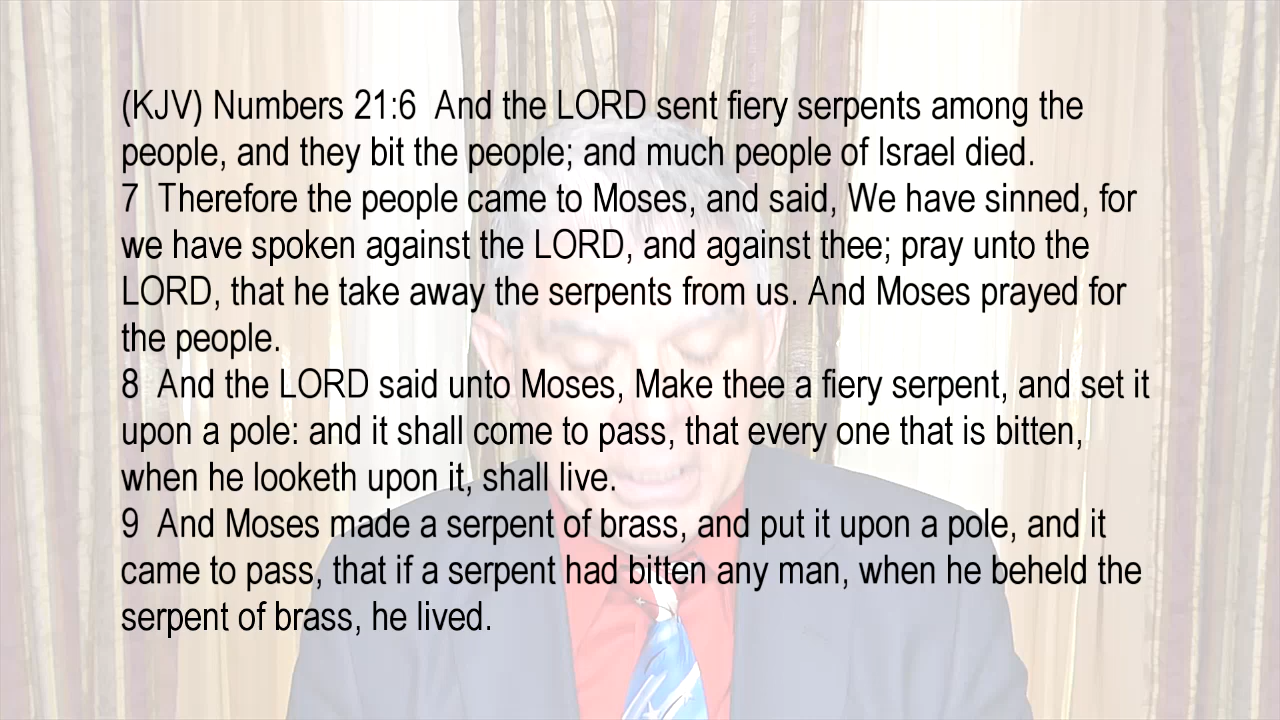 (KJV) Numbers 21:6  And the LORD sent fiery serpents among the
people, and they bit the people; and much people of Israel died.
7  Therefore the people came to Moses, and said, We have sinned, for
we have spoken against the LORD, and against thee; pray unto the
LORD, that he take away the serpents from us. And Moses prayed for
the people.
8  And the LORD said unto Moses, Make thee a fiery serpent, and set it
upon a pole: and it shall come to pass, that every one that is bitten,
when he looketh upon it, shall live.
9  And Moses made a serpent of brass, and put it upon a pole, and it
came to pass, that if a serpent had bitten any man, when he beheld the
serpent of brass, he lived.